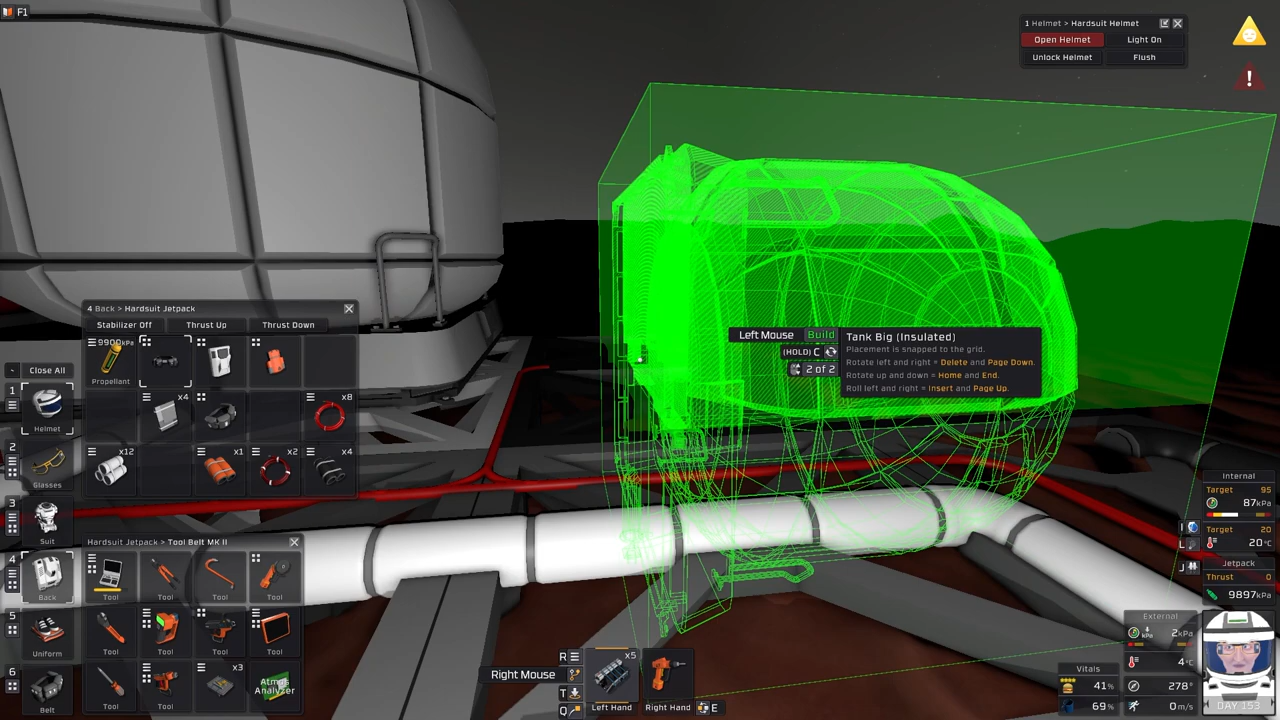 F1
1 Helmet > Hardsuit Helmet
Open Helmet
Light On
Unlock Helmet
Flush
4 Back > Hardsuit Jetpack
Stabilizer Off
Thrust Up
Thrust Down
9900kPa
Propellant
x4
x8
x12
x1
x2
x4
Close All
1
Helmet
2
Glasses
3
Suit
4
Back
5
Uniform
6
Belt
Hardsuit Jetpack > Tool Belt MK II
Tool
Tool
Tool
Tool
Tool
Tool
Tool
Tool
Tool
Tool
x3
Atmos
Analyzer
Left Mouse
Build
(HOLD) C
2 of 2
Tank Big (Insulated)
Placement is snapped to the grid.
Rotate left and right = Delete and Page Down.
Rotate up and down = Home and End.
Roll left and right = Insert and Page Up.
Right Mouse
R
T
Q
x5
Left Hand
Right Hand
E
Internal
Target 95
87kPa
Target 20
20°C
Jetpack
Thrust 0
9897kPa
I
L
J
External
kPa
2kPa
4°C
278°
0m/s
Vitals
41%
69%
DAY 153